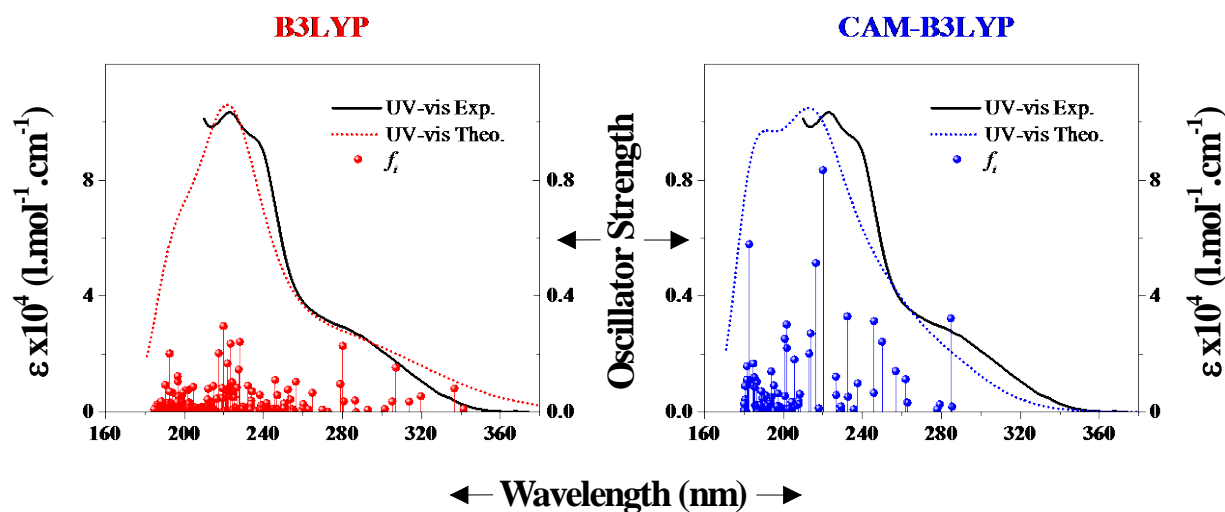 B3LYP
CAM-B3LYP
UV-vis Exp.
UV-vis Theo.
f_i
UV-vis Exp.
UV-vis Theo.
f_i
ε x10⁴ (l.mol⁻¹.cm⁻¹)
8
4
0
0.8
0.4
0.0
Oscillator Strength
0.8
0.4
0.0
8
4
0
ε x10⁴ (l.mol⁻¹.cm⁻¹)
160 200 240 280 320 360
160 200 240 280 320 360
Wavelength (nm)